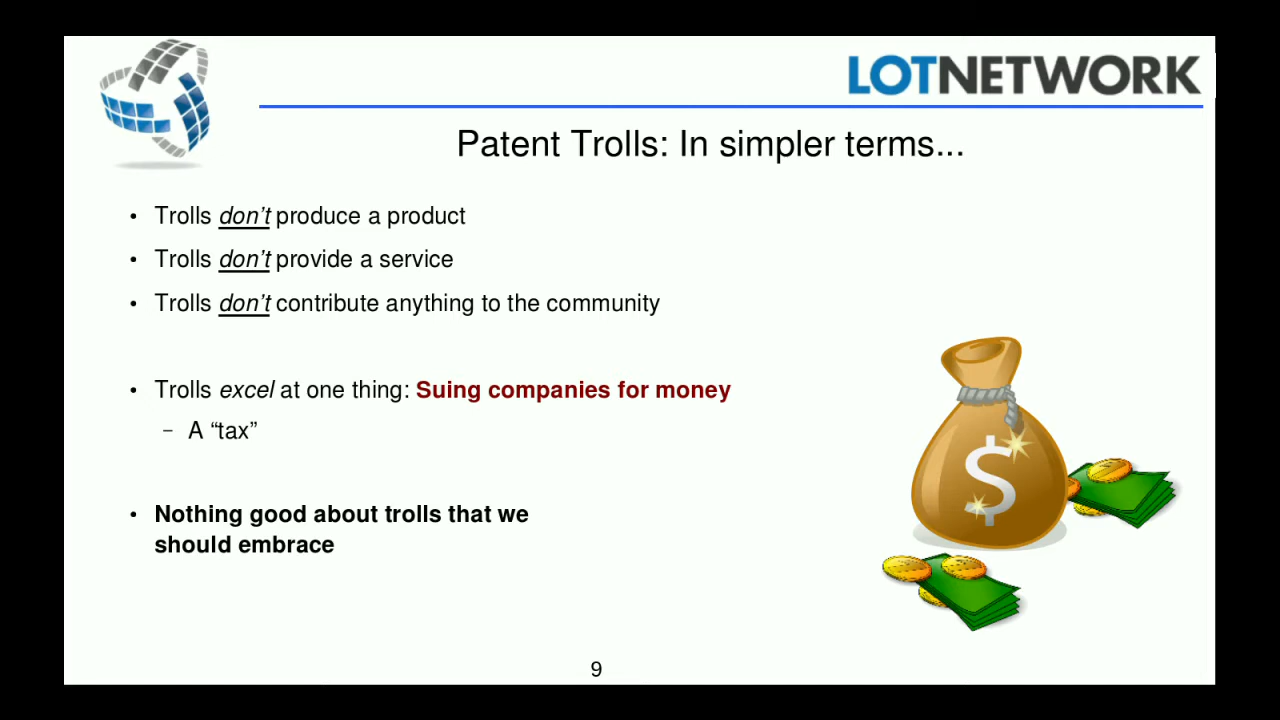 LOTNETWORK
Patent Trolls: In simpler terms...
• Trolls don’t produce a product
• Trolls don’t provide a service
• Trolls don’t contribute anything to the community
• Trolls excel at one thing: Suing companies for money
– A “tax”
• Nothing good about trolls that we
should embrace
$
9